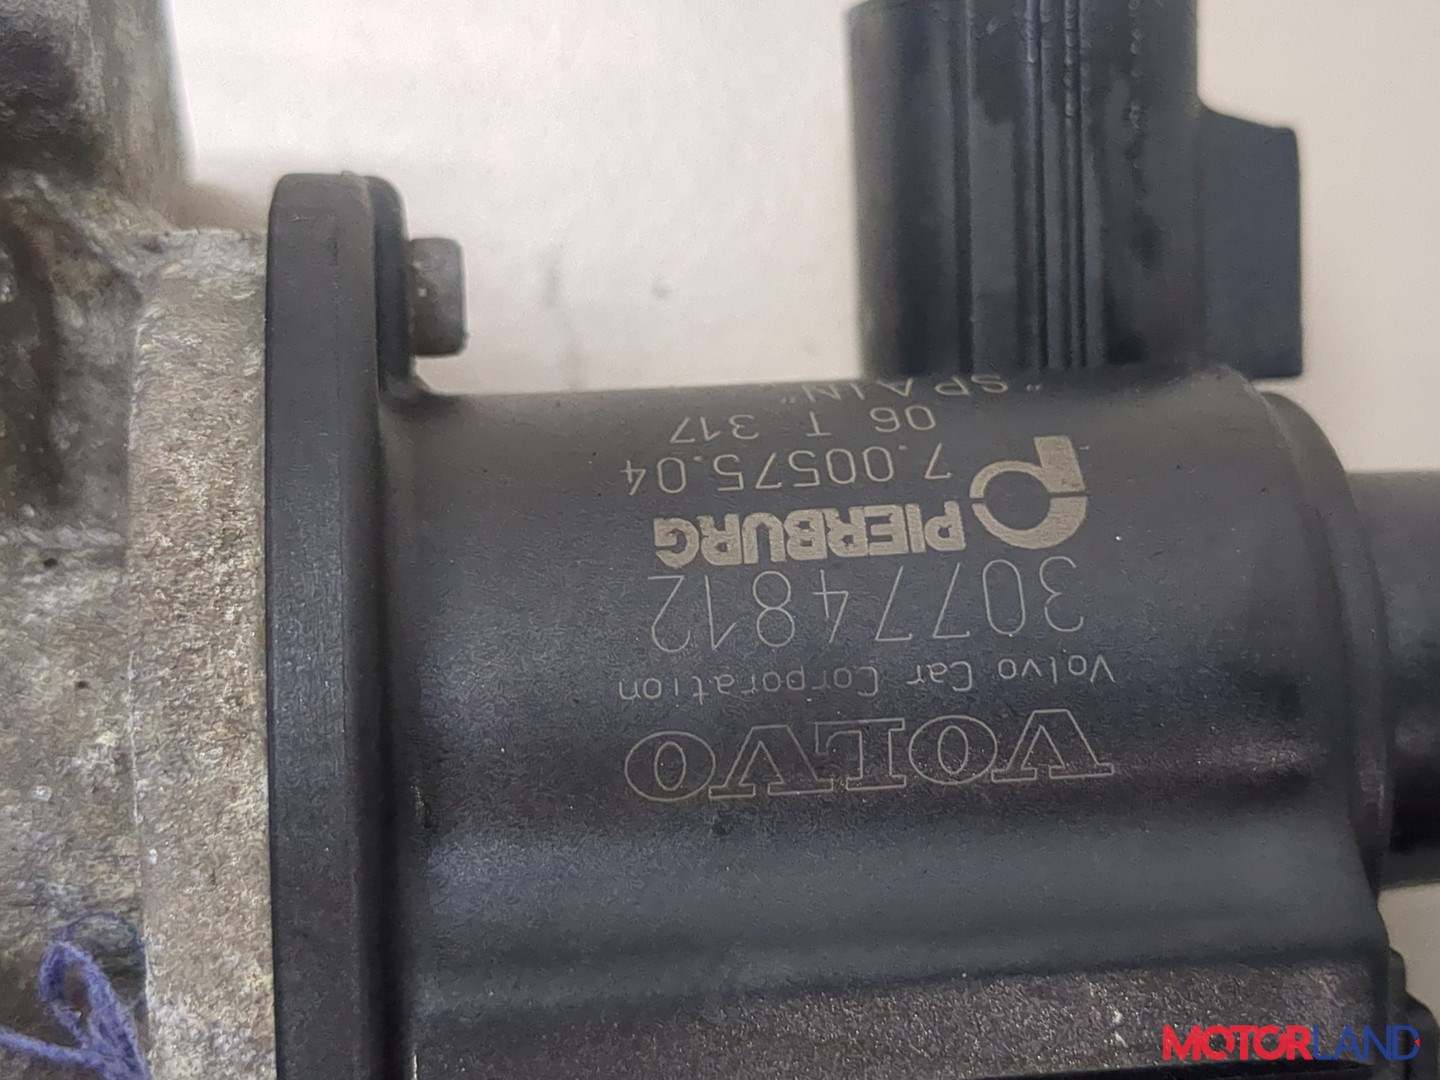 VOLVO
Volvo Car Corporation
30774812
PIERBURG
7.00575.04
06 T 317
"SPAIN"
MOTORLAND